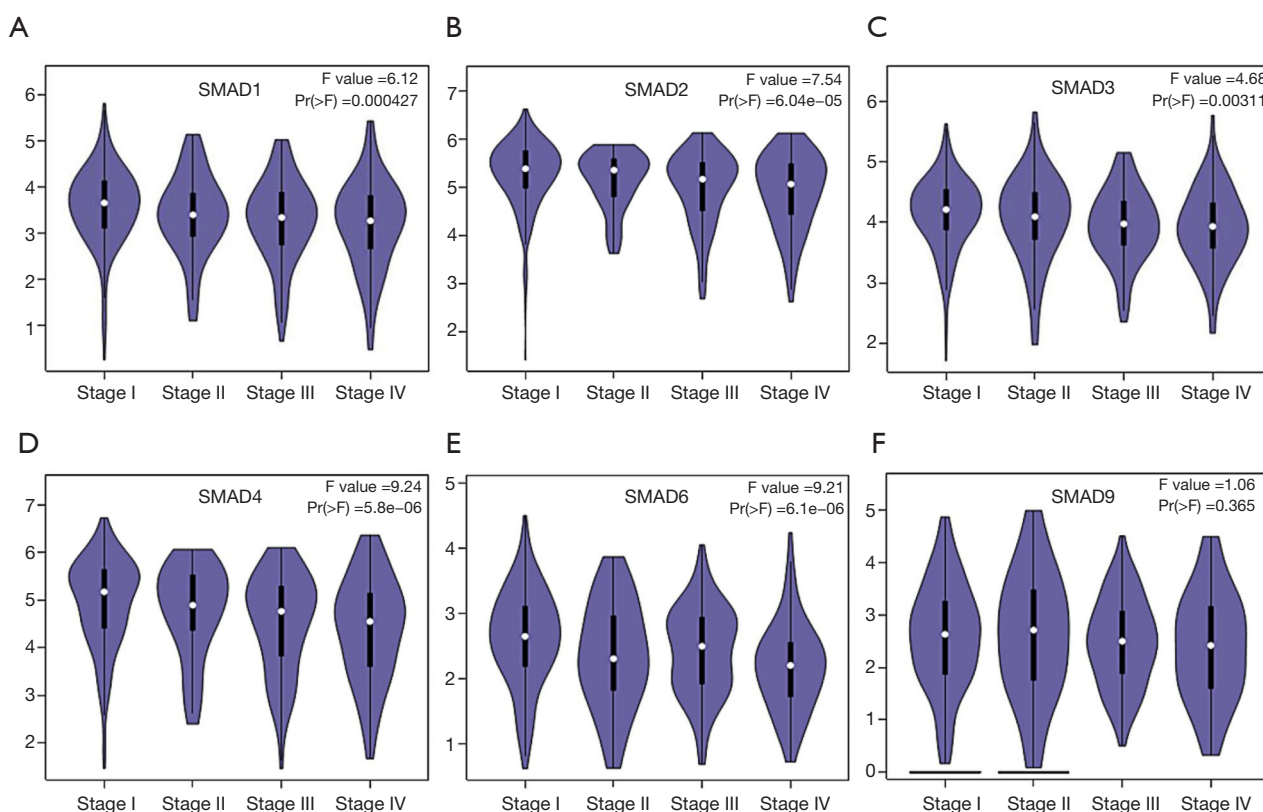 A
B
C
SMAD1
F value =6.12
Pr(>F) =0.000427
6
5
4
3
2
1
Stage I Stage II Stage III Stage IV
SMAD2
F value =7.54
Pr(>F) =6.04e−05
7
6
5
4
3
2
Stage I Stage II Stage III Stage IV
SMAD3
F value =4.68
Pr(>F) =0.00311
6
5
4
3
2
Stage I Stage II Stage III Stage IV
D
E
F
SMAD4
F value =9.24
Pr(>F) =5.8e−06
7
6
5
4
3
2
Stage I Stage II Stage III Stage IV
SMAD6
F value =9.21
Pr(>F) =6.1e−06
5
4
3
2
1
Stage I Stage II Stage III Stage IV
SMAD9
F value =1.06
Pr(>F) =0.365
5
4
3
2
1
0
Stage I Stage II Stage III Stage IV